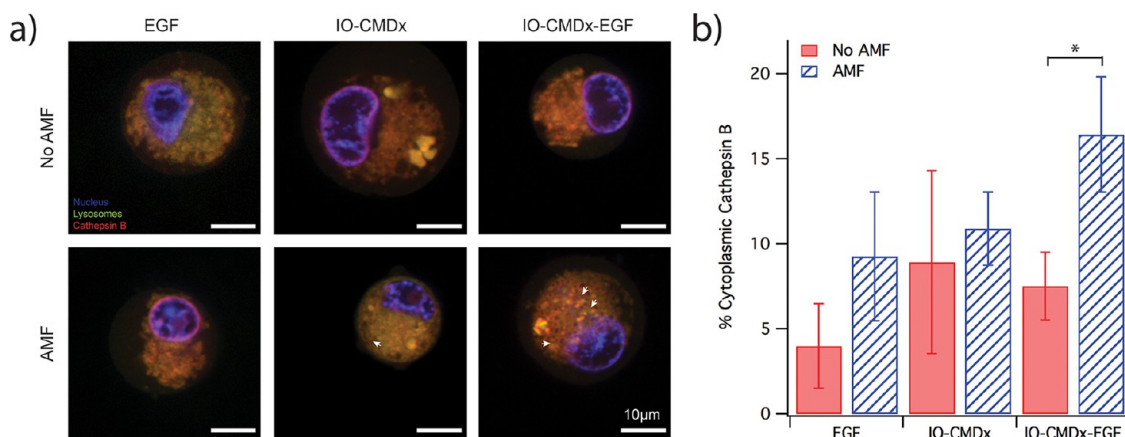 a)
EGF
IO-CMDx
IO-CMDx-EGF
No AMF
Nucleus
Lysosomes
Cathepsin B
AMF
10μm
b)
No AMF
AMF
*
% Cytoplasmic Cathepsin B
20
15
10
5
0
EGF
IO-CMDx
IO-CMDx-EGF